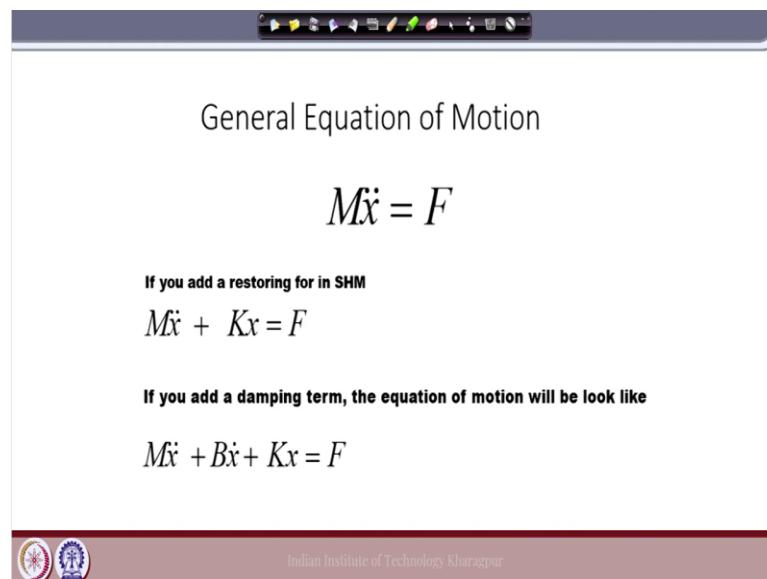 General Equation of Motion
Mẍ = F
If you add a restoring for in SHM
Mẍ + Kx = F
If you add a damping term, the equation of motion will be look like
Mẍ + Bẋ + Kx = F
Indian Institute of Technology Kharagpur